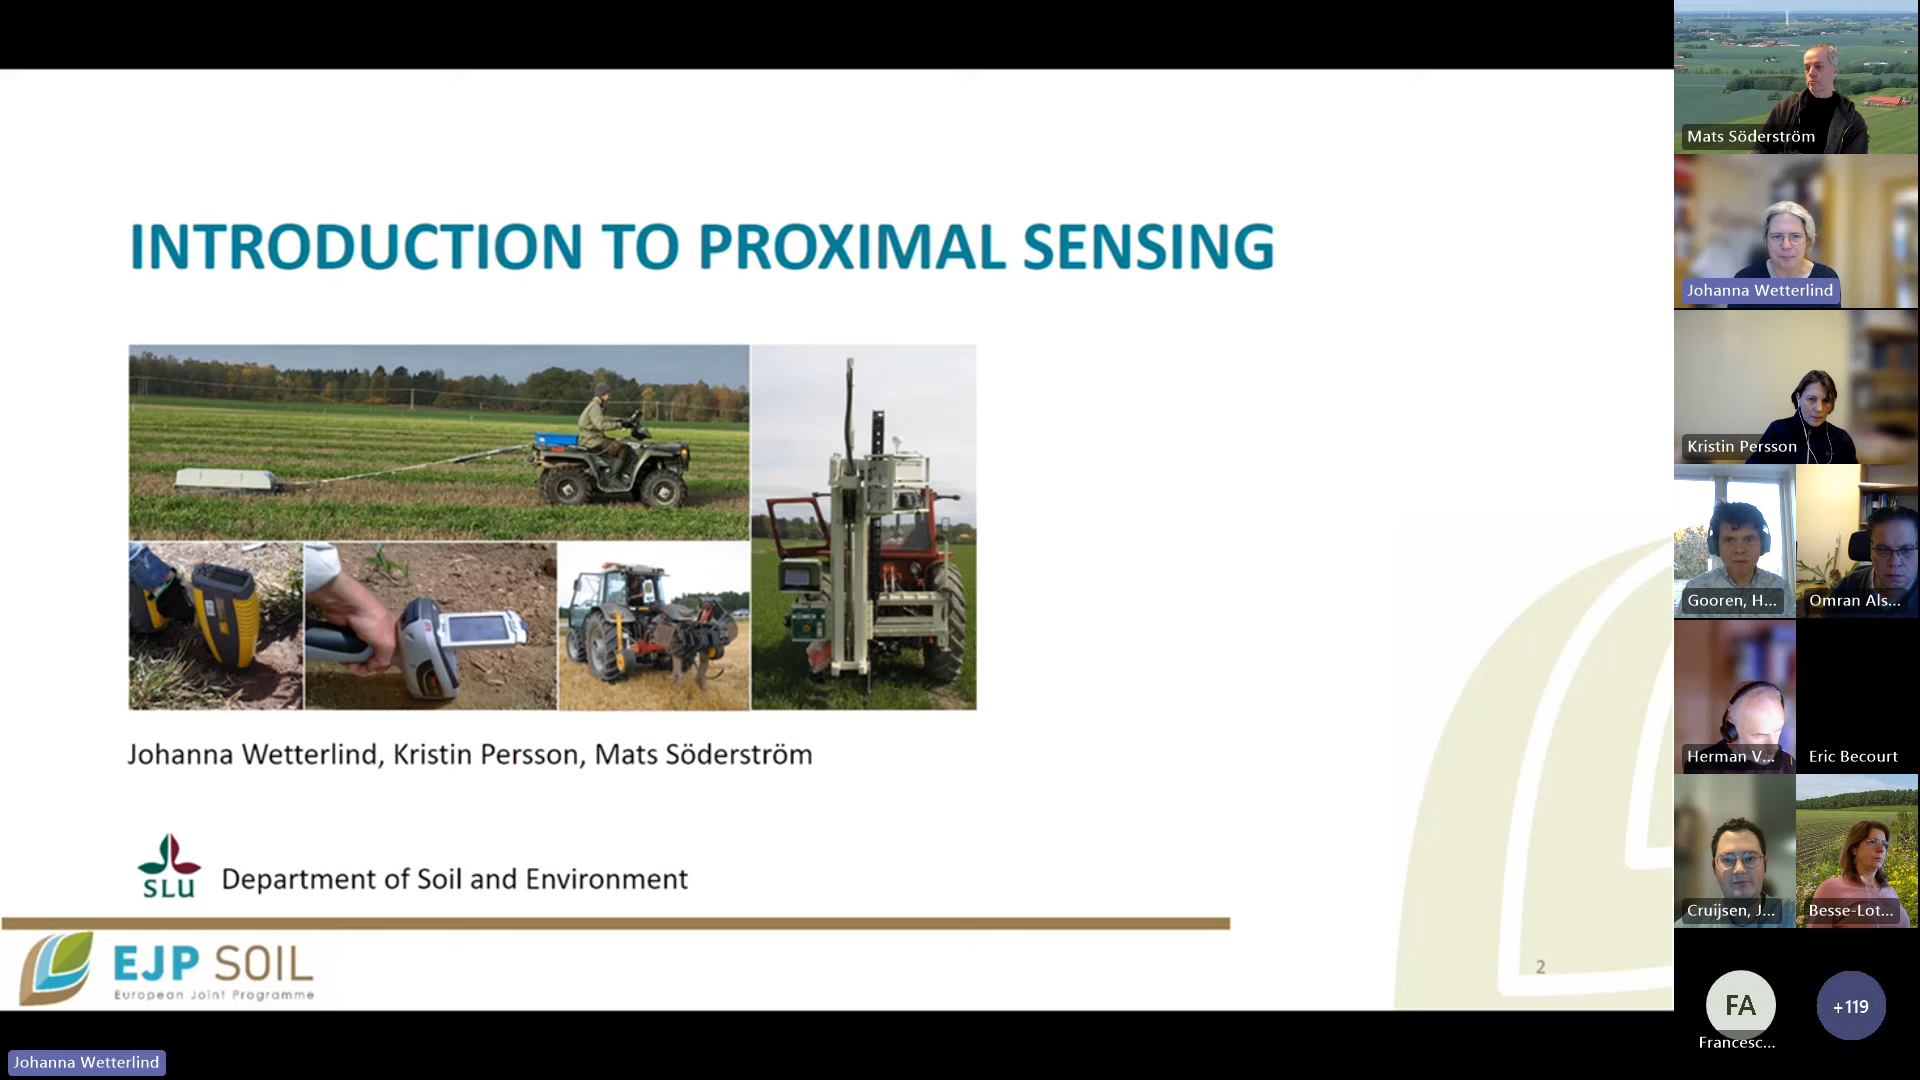 INTRODUCTION TO PROXIMAL SENSING
Johanna Wetterlind, Kristin Persson, Mats Söderström
SLU
Department of Soil and Environment
EJP SOIL
European Joint Programme
2
Johanna Wetterlind
Mats Söderström
Johanna Wetterlind
Kristin Persson
Gooren, H...
Omran Als...
Herman V...
Eric Becourt
Cruijsen, J...
Besse-Lot...
FA
+119
Francesc...